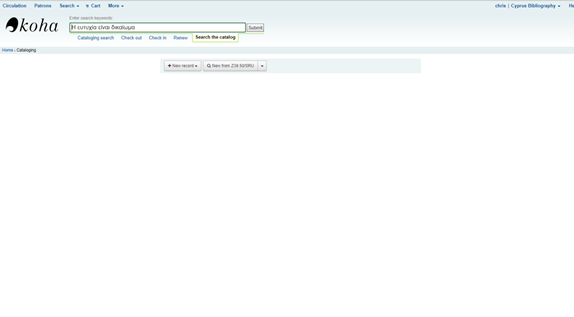 Circulation Patrons Search Cart More chris | Cyprus Bibliography He
koha
Enter search keywords:
Η ευτυχία είναι δικαίωμα Submit
Cataloging search Check out Check in Renew Search the catalog
Home › Cataloging
+ New record New from Z39.50/SRU